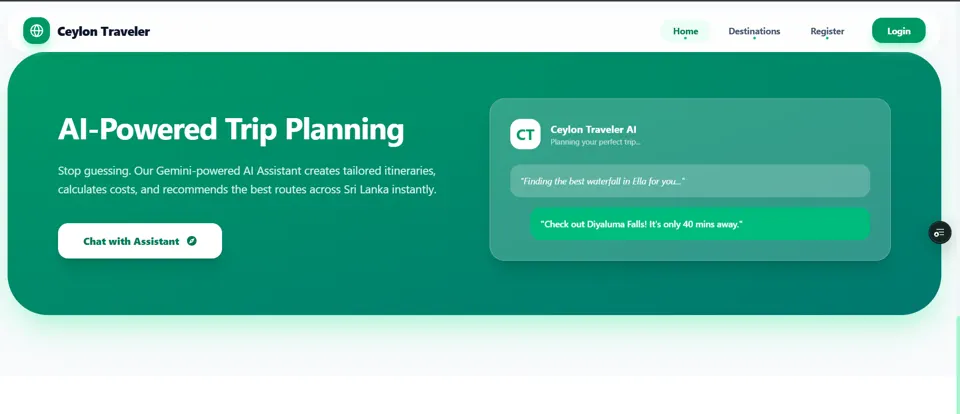 Ceylon Traveler
Home
Destinations
Register
Login
AI-Powered Trip Planning
Stop guessing. Our Gemini-powered AI Assistant creates tailored itineraries,
calculates costs, and recommends the best routes across Sri Lanka instantly.
Chat with Assistant
CT
Ceylon Traveler AI
Planning your perfect trip...
"Finding the best waterfall in Ella for you..."
"Check out Diyaluma Falls! It's only 40 mins away."